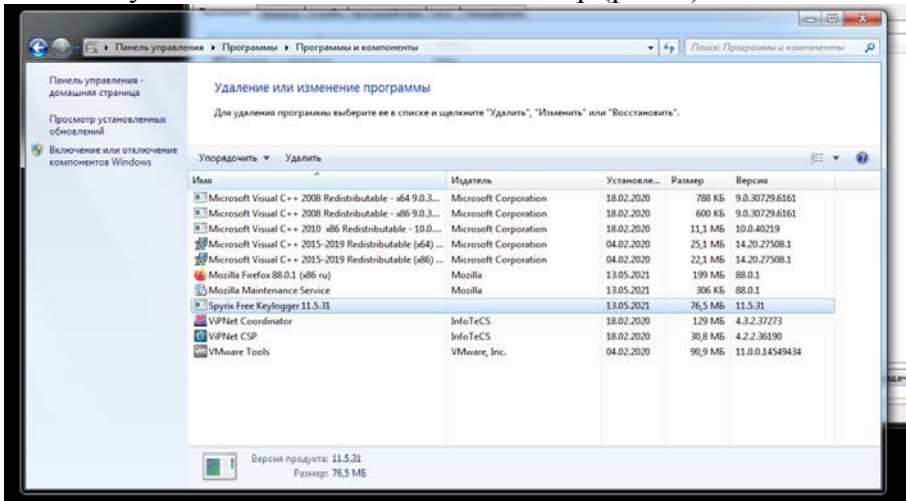 Панель управления ▸ Программы ▸ Программы и компоненты
Поиск: Программы и компоненты
Панель управления - домашняя страница
Просмотр установленных обновлений
Включение или отключение компонентов Windows
Удаление или изменение программы
Для удаления программы выберите ее в списке и щелкните "Удалить", "Изменить" или "Восстановить".
Упорядочить ▼ Удалить
Имя Издатель Установле... Размер Версия
Microsoft Visual C++ 2008 Redistributable - x64 9.0.3... Microsoft Corporation 18.02.2020 788 КБ 9.0.30729.6161
Microsoft Visual C++ 2008 Redistributable - x86 9.0.3... Microsoft Corporation 18.02.2020 600 КБ 9.0.30729.6161
Microsoft Visual C++ 2010 x86 Redistributable - 10.0.... Microsoft Corporation 18.02.2020 11,1 МБ 10.0.40219
Microsoft Visual C++ 2015-2019 Redistributable (x64) ... Microsoft Corporation 04.02.2020 25,1 МБ 14.20.27508.1
Microsoft Visual C++ 2015-2019 Redistributable (x86) ... Microsoft Corporation 04.02.2020 22,1 МБ 14.20.27508.1
Mozilla Firefox 88.0.1 (x86 ru) Mozilla 13.05.2021 199 МБ 88.0.1
Mozilla Maintenance Service Mozilla 13.05.2021 306 КБ 88.0.1
Spyrix Free Keylogger 11.5.31 13.05.2021 76,5 МБ 11.5.31
ViPNet Coordinator InfoTeCS 18.02.2020 129 МБ 4.3.2.37273
ViPNet CSP InfoTeCS 18.02.2020 30,8 МБ 4.2.2.36190
VMware Tools VMware, Inc. 04.02.2020 90,9 МБ 11.0.0.14549434
Версия продукта: 11.5.31
Размер: 76,5 МБ